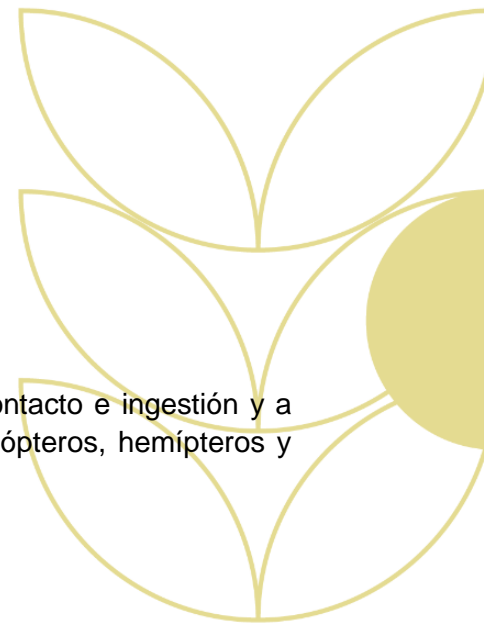 ontacto e ingestión y a
ópteros, hemípteros y